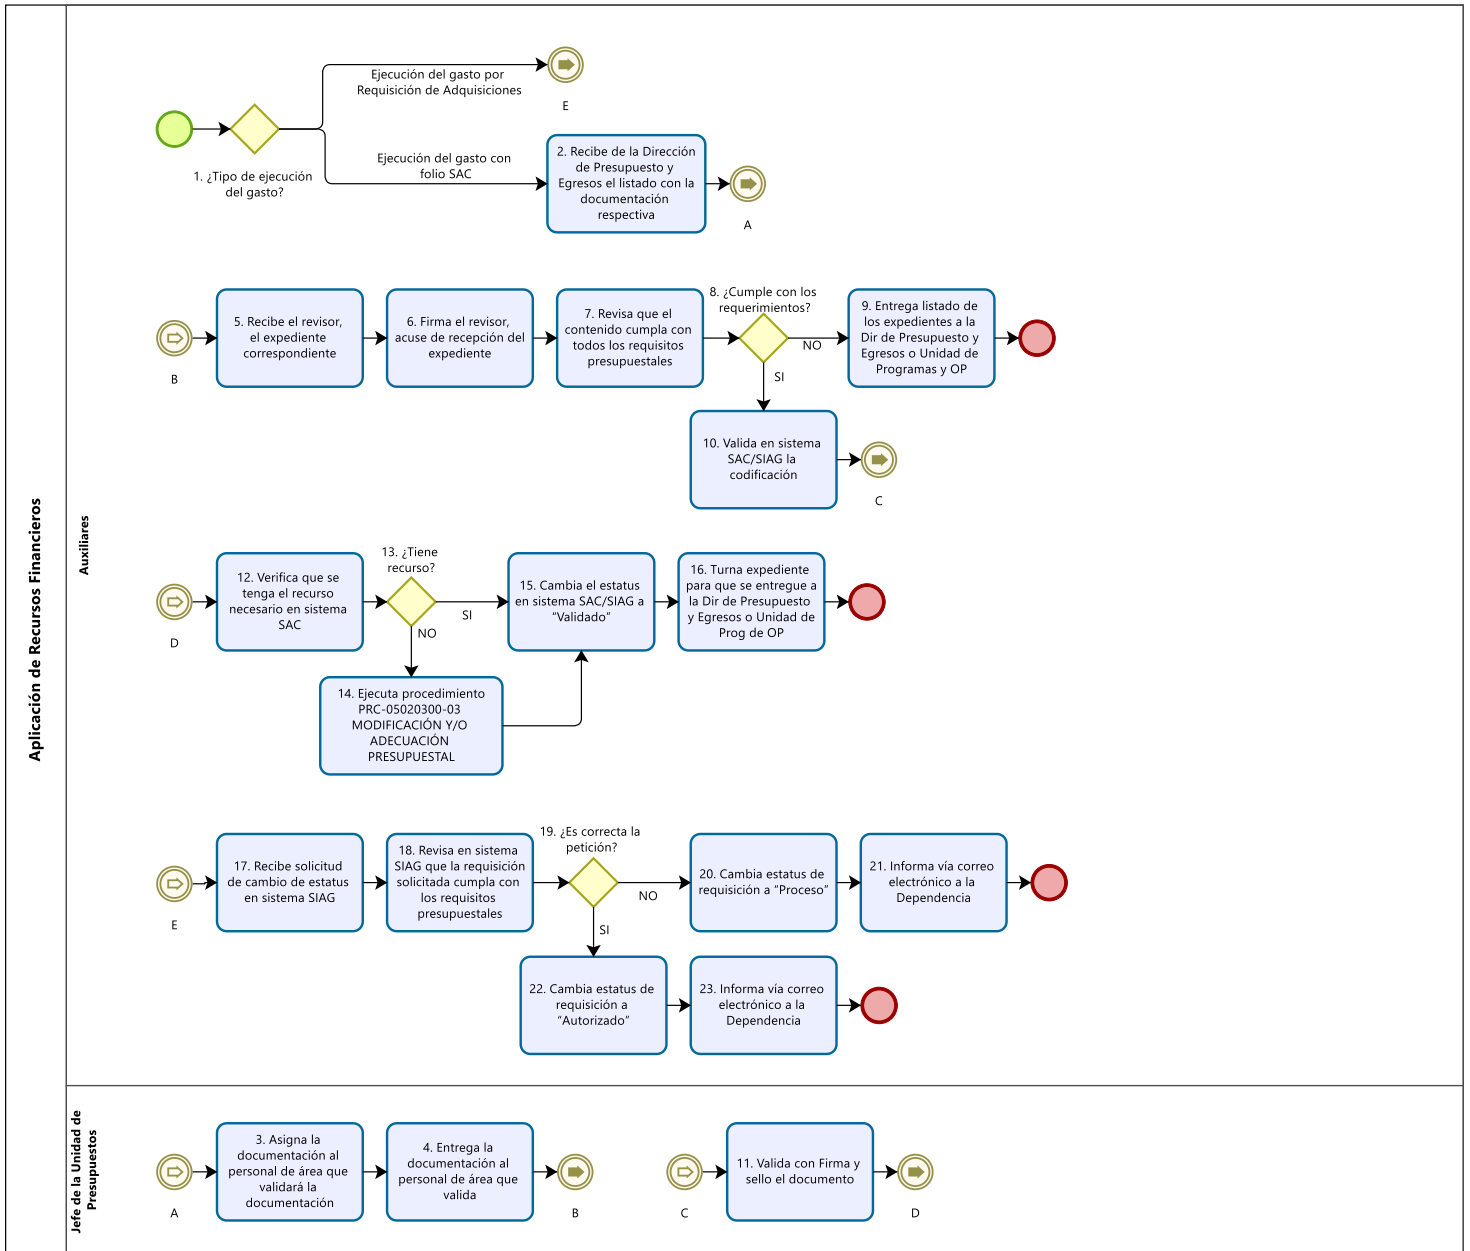 Aplicación de Recursos Financieros
Auxiliares
Ejecución del gasto por
Requisición de Adquisiciones
E
1. ¿Tipo de ejecución
del gasto?
Ejecución del gasto con
folio SAC
2. Recibe de la Dirección
de Presupuesto y
Egresos el listado con la
documentación
respectiva
A
B
5. Recibe el revisor,
el expediente
correspondiente
6. Firma el revisor,
acuse de recepción del
expediente
7. Revisa que el
contenido cumpla con
todos los requisitos
presupuestales
8. ¿Cumple con los
requerimientos?
NO
SI
9. Entrega listado de
los expedientes a la
Dir de Presupuesto y
Egresos o Unidad de
Programas y OP
10. Valida en sistema
SAC/SIAG la
codificación
C
D
12. Verifica que se
tenga el recurso
necesario en sistema
SAC
13. ¿Tiene
recurso?
SI
NO
14. Ejecuta procedimiento
PRC-05020300-03
MODIFICACIÓN Y/O
ADECUACIÓN
PRESUPUESTAL
15. Cambia el estatus
en sistema SAC/SIAG a
“Validado”
16. Turna expediente
para que se entregue a
la Dir de Presupuesto
y Egresos o Unidad de
Prog de OP
E
17. Recibe solicitud
de cambio de estatus
en sistema SIAG
18. Revisa en sistema
SIAG que la requisición
solicitada cumpla con
los requisitos
presupuestales
19. ¿Es correcta la
petición?
NO
SI
20. Cambia estatus de
requisición a “Proceso”
21. Informa vía correo
electrónico a la
Dependencia
22. Cambia estatus de
requisición a
“Autorizado”
23. Informa vía correo
electrónico a la
Dependencia
Jefe de la Unidad de
Presupuestos
A
3. Asigna la
documentación al
personal de área que
validará la
documentación
4. Entrega la
documentación al
personal de área que
valida
B
C
11. Valida con Firma y
sello el documento
D